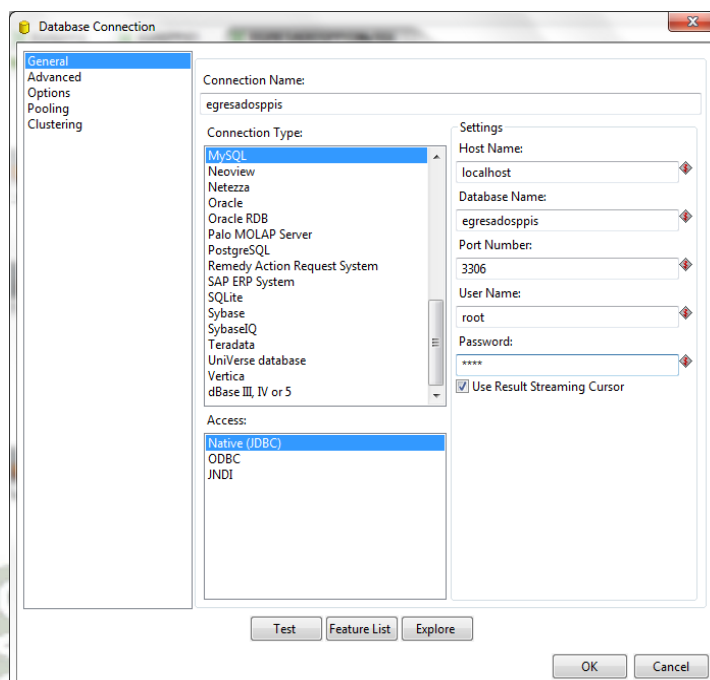 Database Connection
General
Advanced
Options
Pooling
Clustering
Connection Name:
egresadosppis
Connection Type:
MySQL
Neoview
Netezza
Oracle
Oracle RDB
Palo MOLAP Server
PostgreSQL
Remedy Action Request System
SAP ERP System
SQLite
Sybase
SybaseIQ
Teradata
UniVerse database
Vertica
dBase III, IV or 5
Access:
Native (JDBC)
ODBC
JNDI
Settings
Host Name:
localhost
Database Name:
egresadosppis
Port Number:
3306
User Name:
root
Password:
****
Use Result Streaming Cursor
Test
Feature List
Explore
OK
Cancel